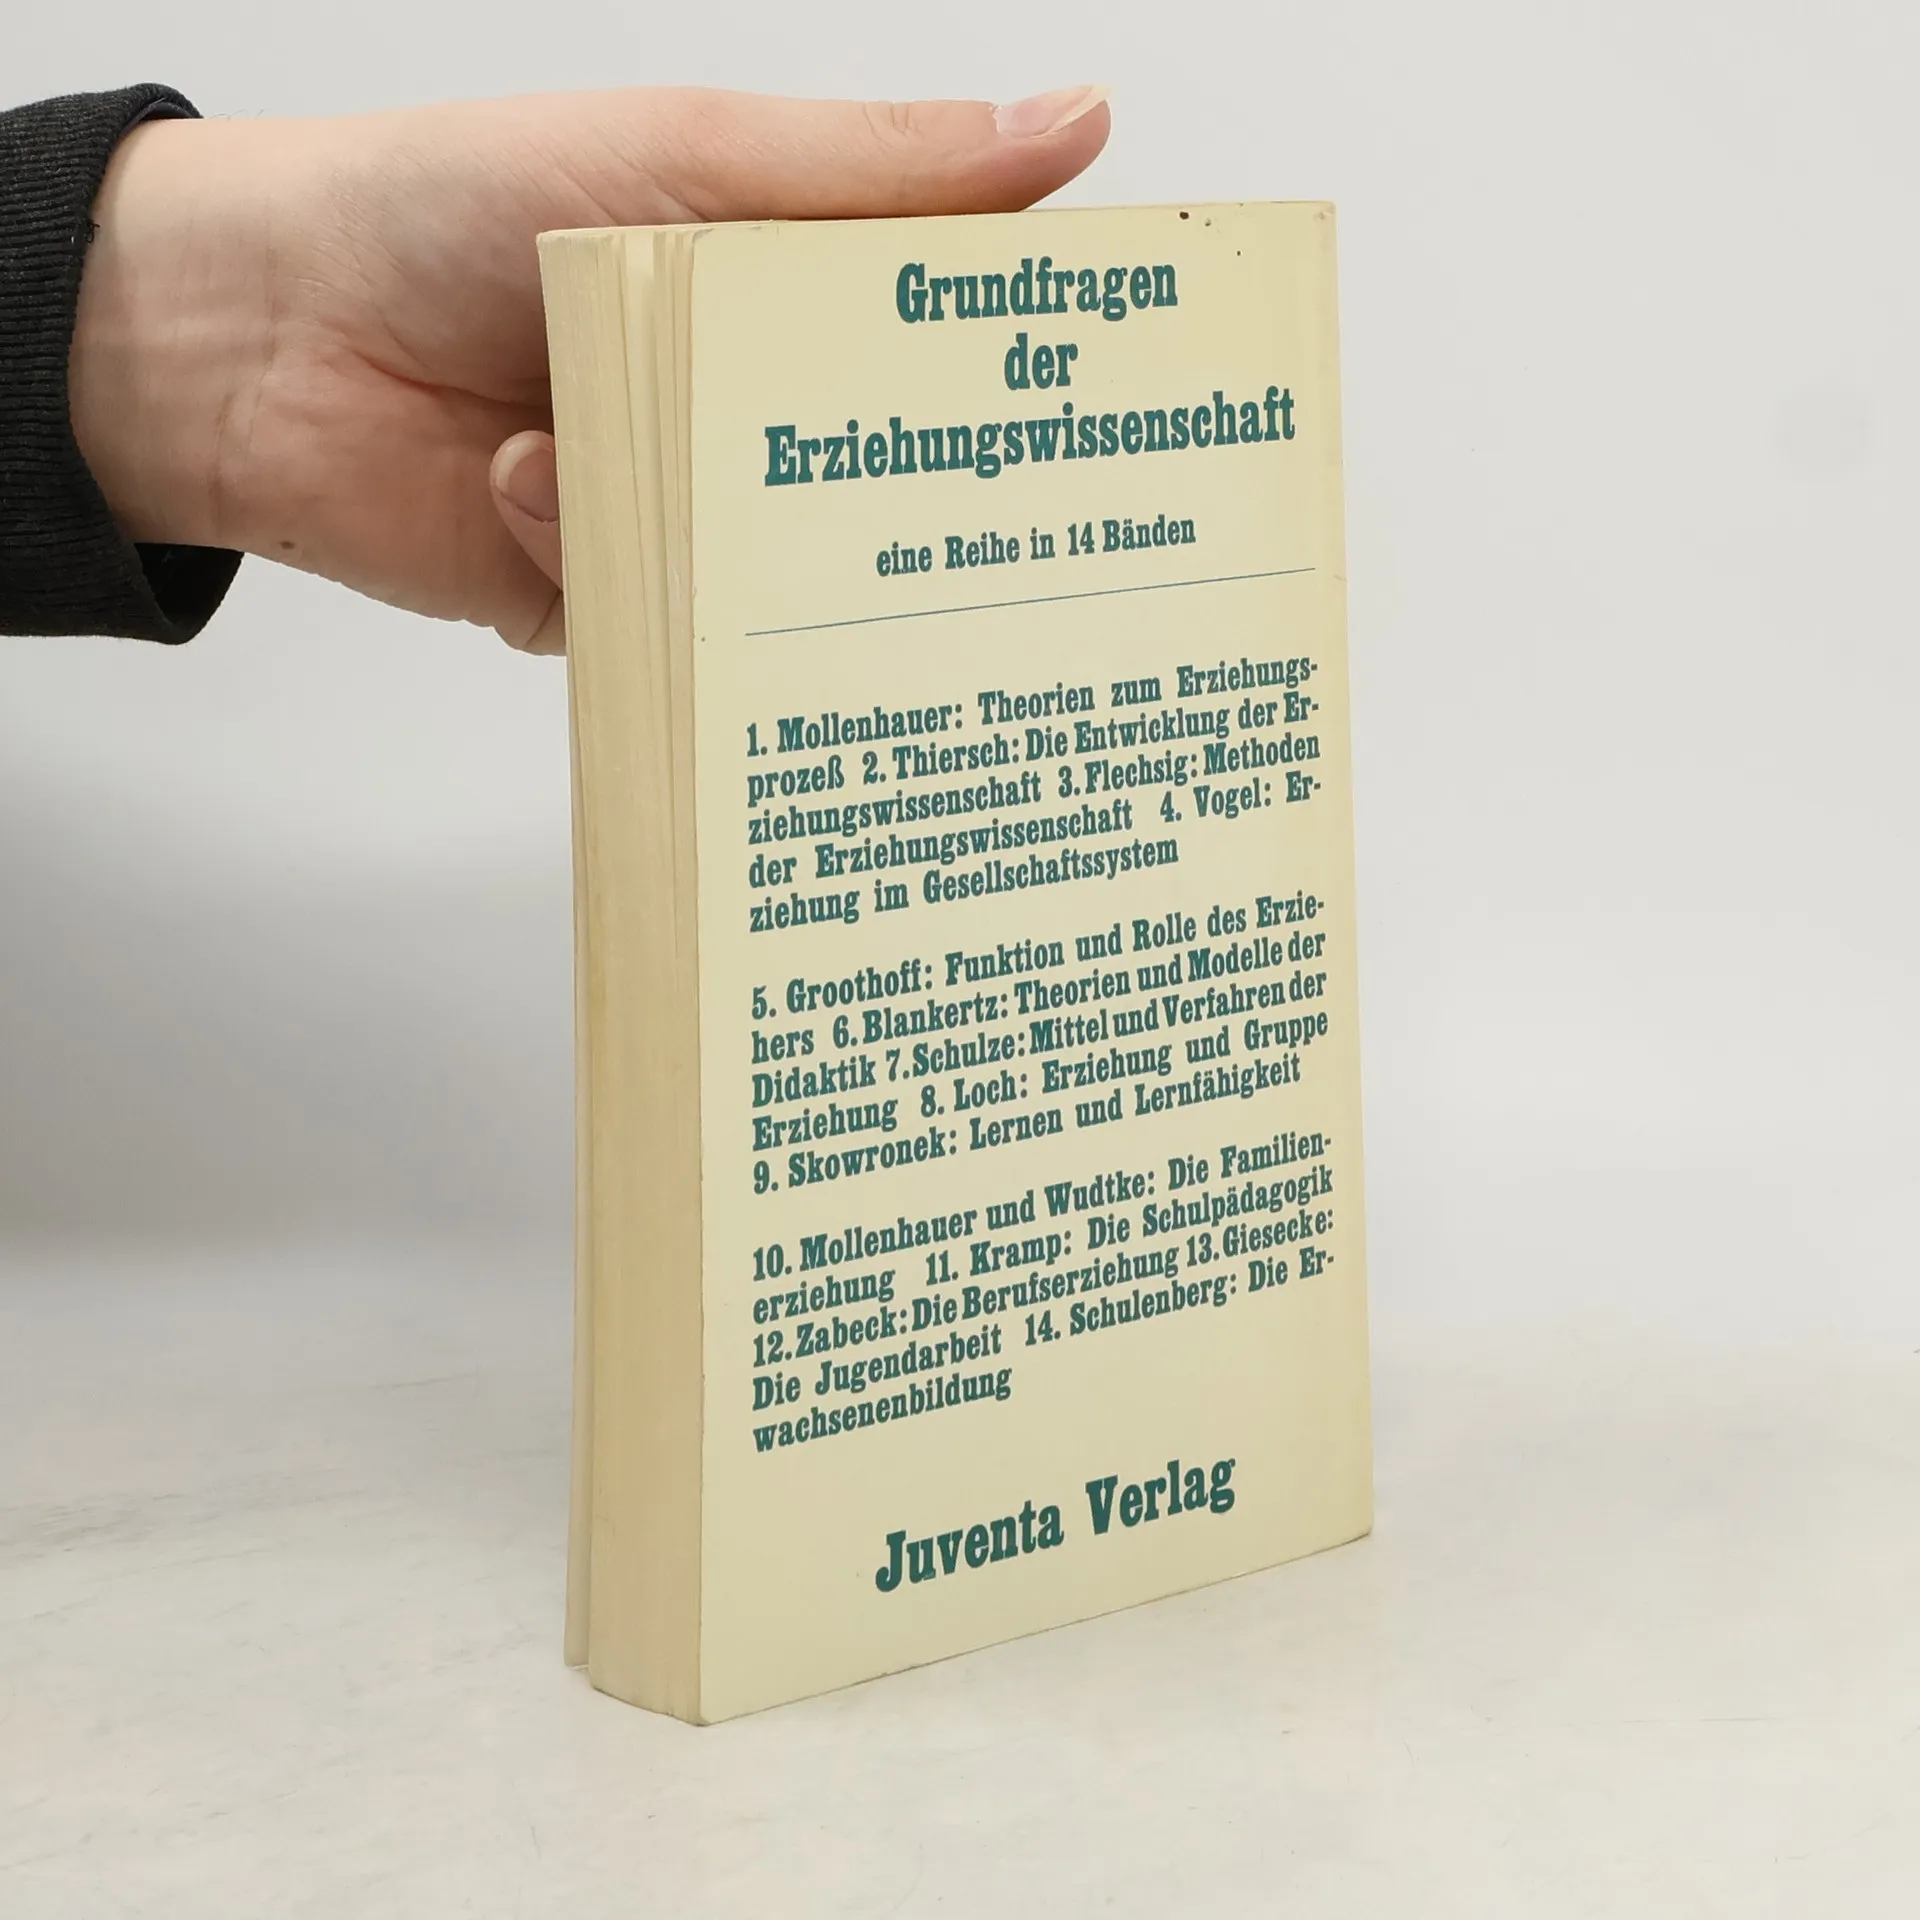 Grundfragen
der
Erziehungswissenschaft
eine Reihe in 14 Bänden
1. Mollenhauer: Theorien zum Erziehungs-
prozeß 2. Thiersch: Die Entwicklung der Er-
ziehungswissenschaft 3. Flechsig: Methoden
der Erziehungswissenschaft 4. Vogel: Er-
ziehung im Gesellschaftssystem
5. Groothoff: Funktion und Rolle des Erzie-
hers 6. Blankertz: Theorien und Modelle der
Didaktik 7. Schulze: Mittel und Verfahren der
Erziehung 8. Loch: Erziehung und Gruppe
9. Skowronek: Lernen und Lernfähigkeit
10. Mollenhauer und Wudtke: Die Familien-
erziehung 11. Kramp: Die Schulpädagogik
12. Zabeck: Die Berufserziehung 13. Giesecke:
Die Jugendarbeit 14. Schulenberg: Die Er-
wachsenenbildung
Juventa Verlag